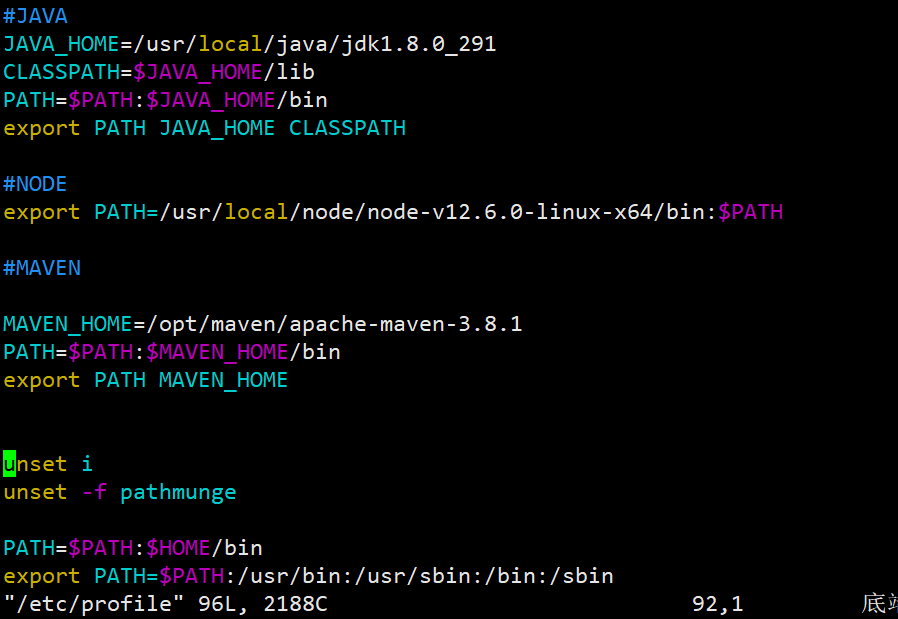 #JAVA
JAVA_HOME=/usr/local/java/jdk1.8.0_291
CLASSPATH=$JAVA_HOME/lib
PATH=$PATH:$JAVA_HOME/bin
export PATH JAVA_HOME CLASSPATH
#NODE
export PATH=/usr/local/node/node-v12.6.0-linux-x64/bin:$PATH
#MAVEN
MAVEN_HOME=/opt/maven/apache-maven-3.8.1
PATH=$PATH:$MAVEN_HOME/bin
export PATH MAVEN_HOME
unset i
unset -f pathmunge
PATH=$PATH:$HOME/bin
export PATH=$PATH:/usr/bin:/usr/sbin:/bin:/sbin
"/etc/profile" 96L, 2188C 92,1 底端